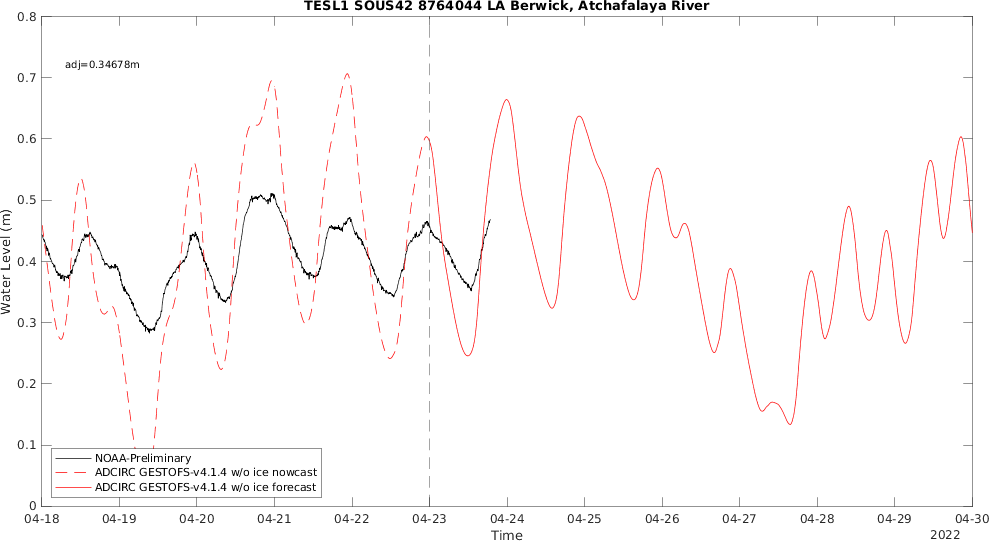 TESL1 SOUS42 8764044 LA Berwick, Atchafalaya River
adj=0.34678m
Water Level (m)
0.8
0.7
0.6
0.5
0.4
0.3
0.2
0.1
0
NOAA-Preliminary
ADCIRC GESTOFS-v4.1.4 w/o ice nowcast
ADCIRC GESTOFS-v4.1.4 w/o ice forecast
04-18 04-19 04-20 04-21 04-22 04-23 04-24 04-25 04-26 04-27 04-28 04-29 04-30
Time
2022